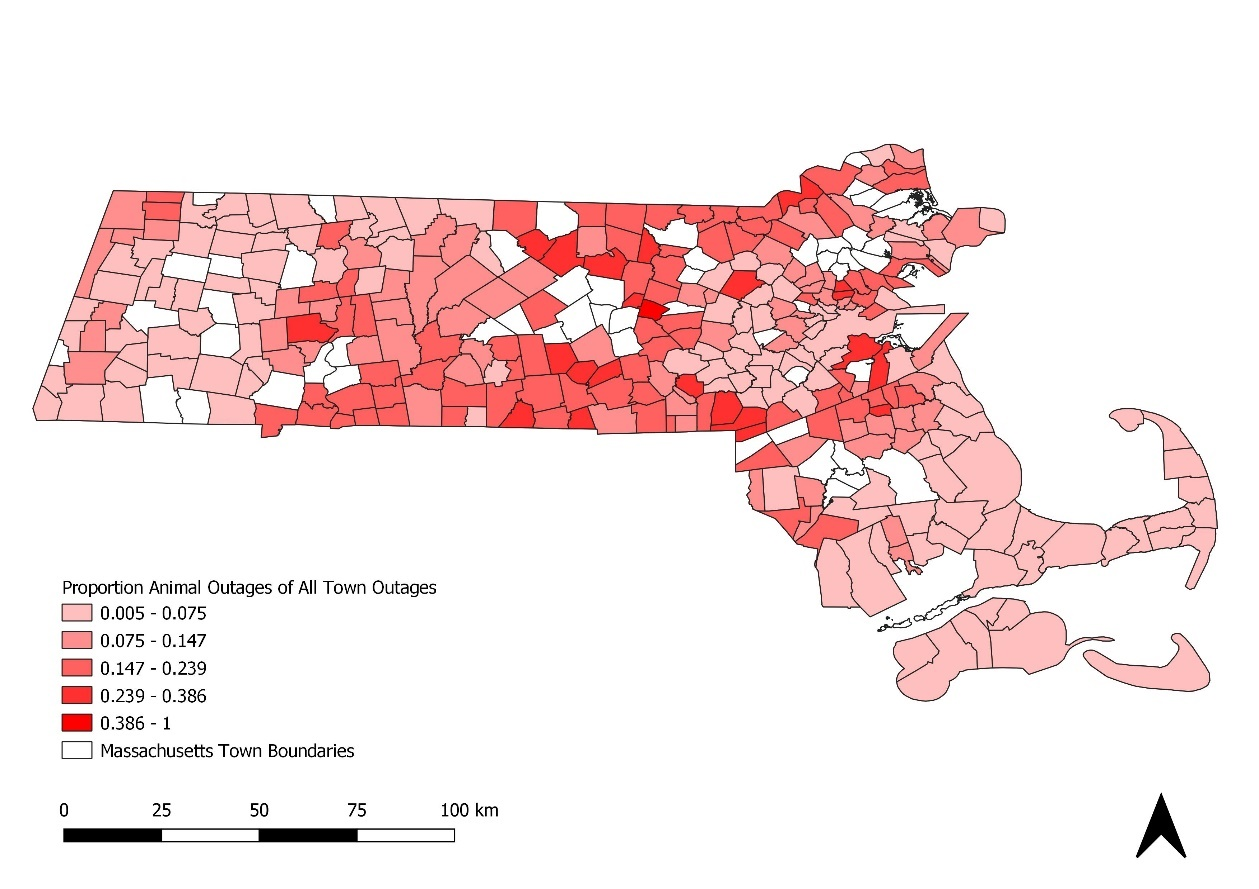 Proportion Animal Outages of All Town Outages
0.005 - 0.075
0.075 - 0.147
0.147 - 0.239
0.239 - 0.386
0.386 - 1
Massachusetts Town Boundaries
0 25 50 75 100 km